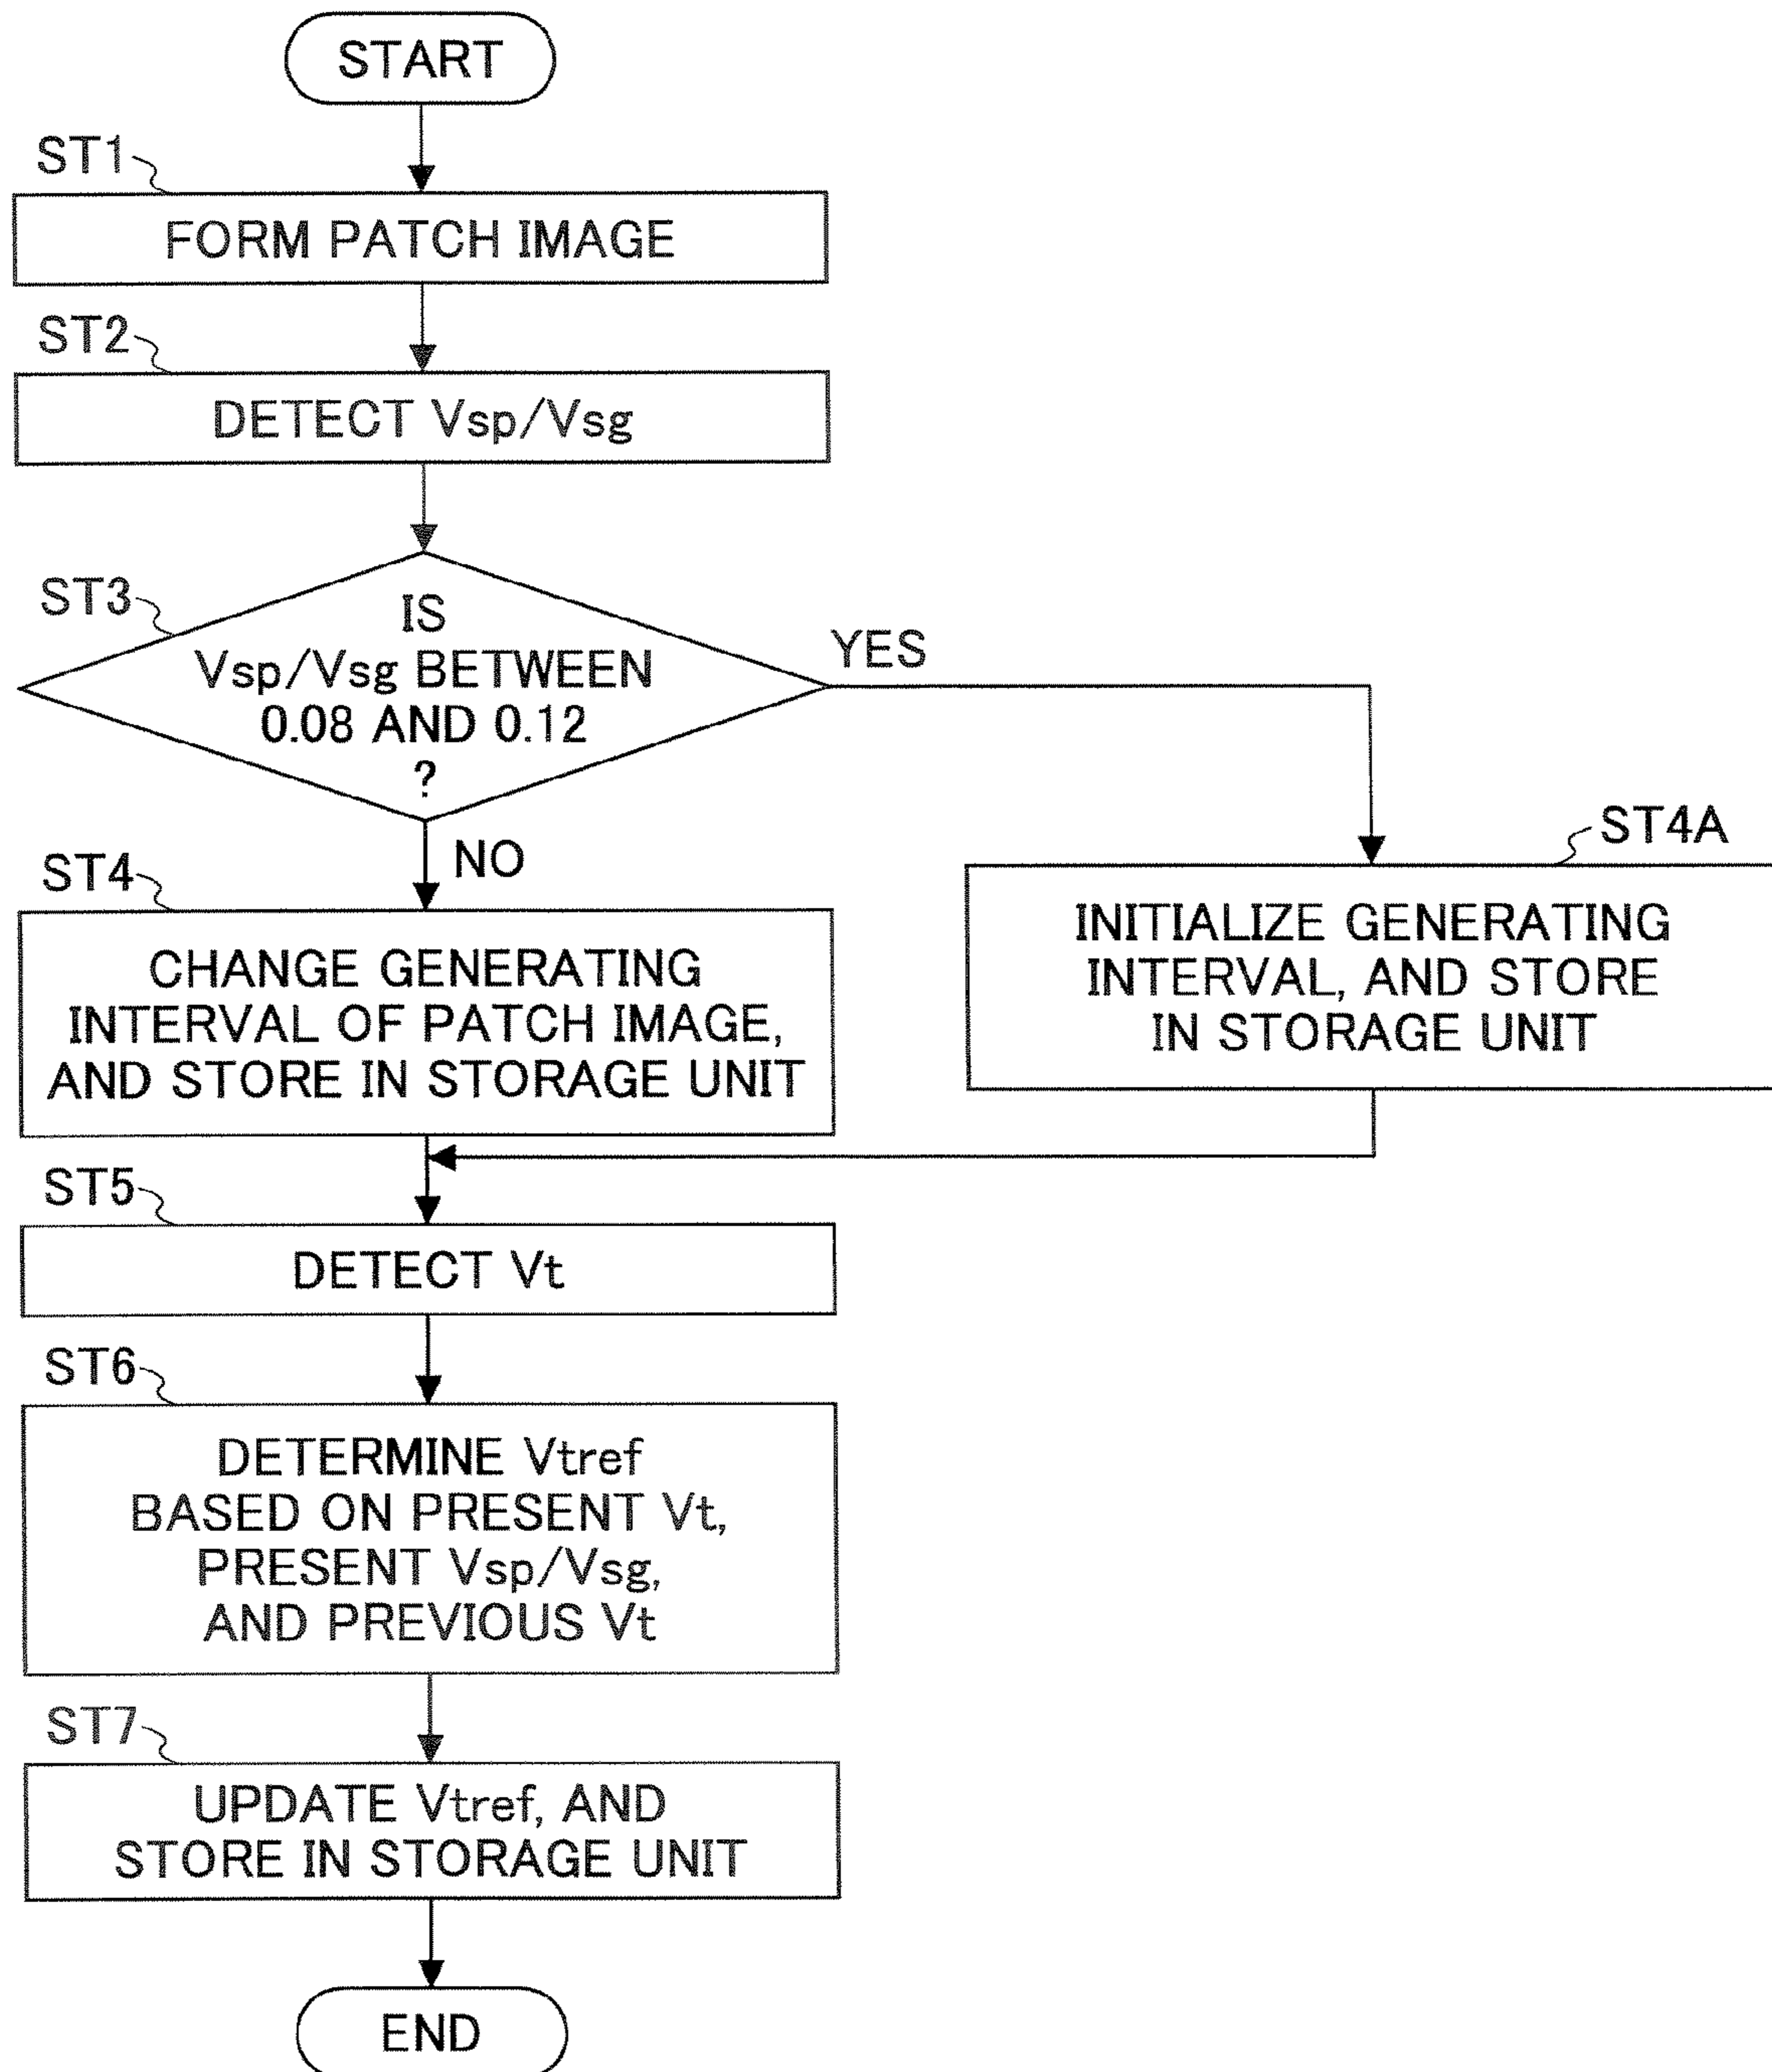 START
ST1
FORM PATCH IMAGE
ST2
DETECT Vsp/Vsg
ST3
IS
Vsp/Vsg BETWEEN
0.08 AND 0.12
?
YES
NO
ST4
CHANGE GENERATING
INTERVAL OF PATCH IMAGE,
AND STORE IN STORAGE UNIT
ST4A
INITIALIZE GENERATING
INTERVAL, AND STORE
IN STORAGE UNIT
ST5
DETECT Vt
ST6
DETERMINE Vtref
BASED ON PRESENT Vt,
PRESENT Vsp/Vsg,
AND PREVIOUS Vt
ST7
UPDATE Vtref, AND
STORE IN STORAGE UNIT
END